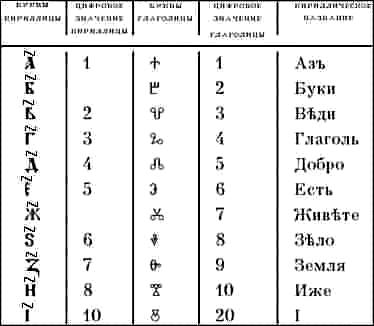 БУКВЫ КИРИЛЛИЦЫ ЦИФРОВОЕ ЗНАЧЕНИЕ КИРИЛЛИЦЫ БУКВЫ ГЛАГОЛИЦЫ ЦИФРОВОЕ ЗНАЧЕНИЕ ГЛАГОЛИЦЫ КИРИЛЛИЧЕСКОЕ НАЗВАНИЕ
А҃ 1 Ⰰ 1 Азъ
Б҃ Ⰱ 2 Буки
В҃ 2 Ⰲ 3 Вѣди
Г҃ 3 Ⰳ 4 Глаголь
Д҃ 4 Ⰴ 5 Добро
Є҃ 5 Ⰵ 6 Есть
Ж҃ Ⰶ 7 Живѣте
Ѕ҃ 6 Ⰷ 8 Зѣло
З҃ 7 Ⰸ 9 Земля
Н҃ 8 Ⰺ 10 Иже
І҃ 10 Ⰹ 20 І